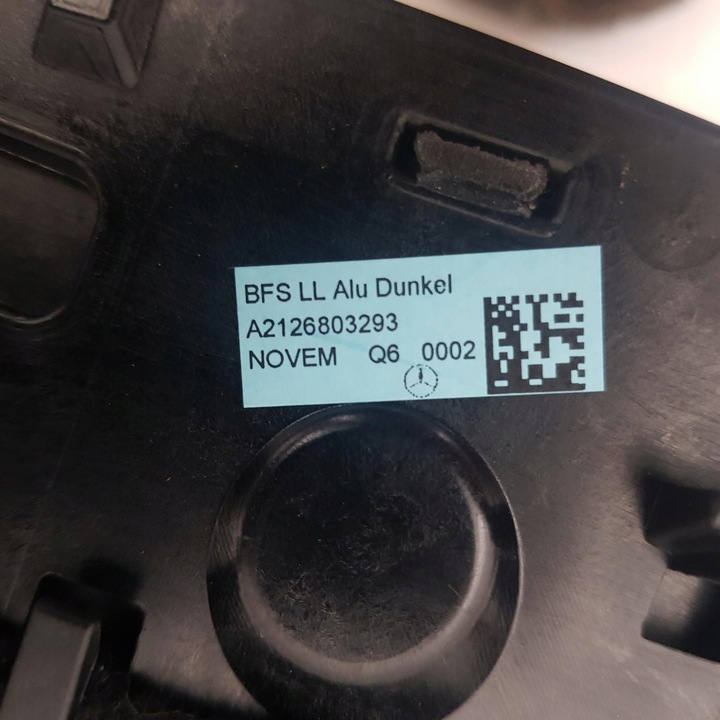 BFS LL Alu Dunkel
A2126803293
NOVEM Q6 0002